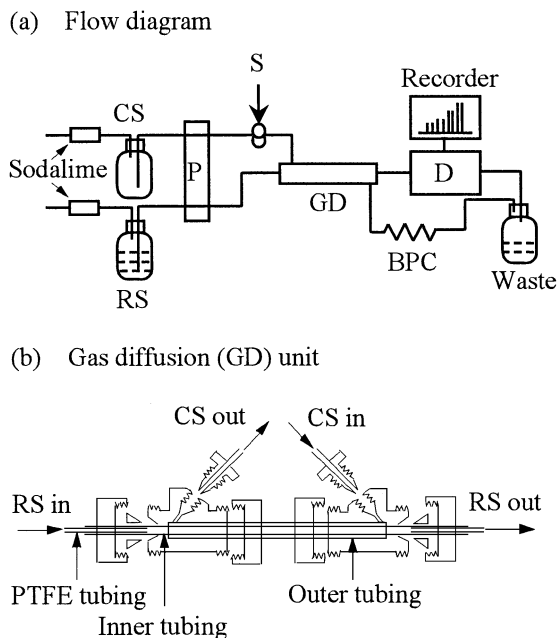 (a) Flow diagram
S
Recorder
CS
Sodalime
P
D
GD
RS
BPC
Waste
(b) Gas diffusion (GD) unit
CS out
CS in
RS in
RS out
PTFE tubing
Outer tubing
Inner tubing